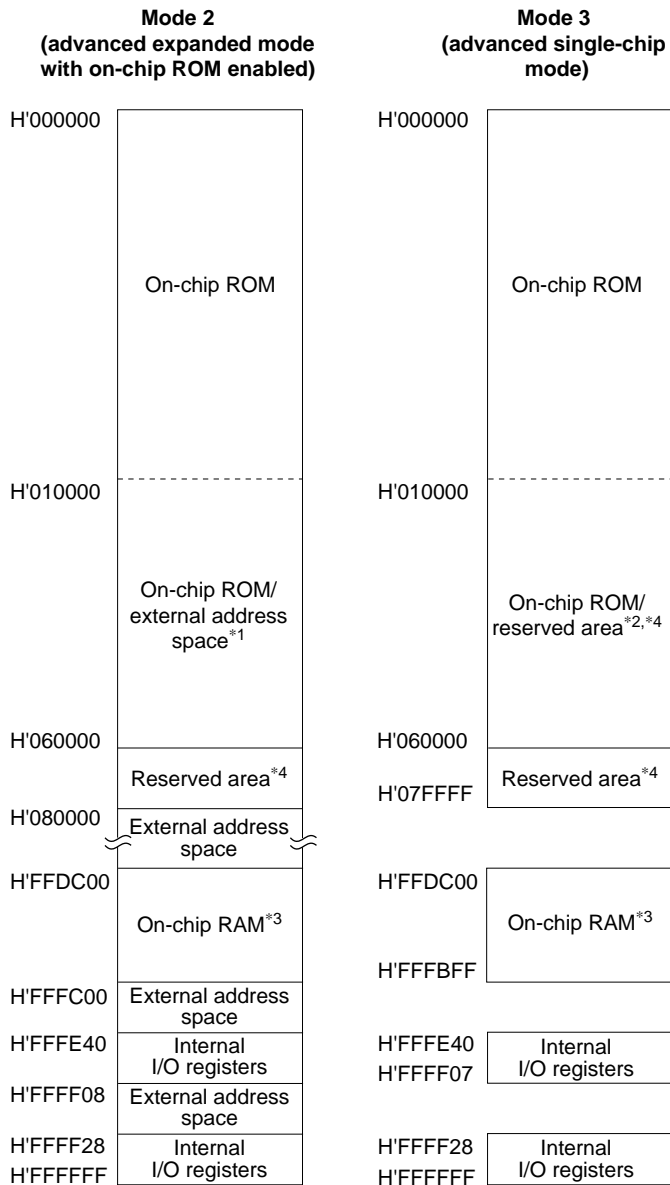 Mode 2
(advanced expanded mode
with on-chip ROM enabled)
H'000000
On-chip ROM
H'010000
On-chip ROM/
external address
space*1
H'060000
Reserved area*4
H'080000
External address
space
H'FFDC00
On-chip RAM*3
H'FFFC00
External address
space
H'FFFE40
Internal
I/O registers
H'FFFF08
External address
space
H'FFFF28
Internal
I/O registers
H'FFFFFF
Mode 3
(advanced single-chip
mode)
H'000000
On-chip ROM
H'010000
On-chip ROM/
reserved area*2,*4
H'060000
Reserved area*4
H'07FFFF
H'FFDC00
On-chip RAM*3
H'FFFBFF
H'FFFE40
Internal
I/O registers
H'FFFF07
H'FFFF28
Internal
I/O registers
H'FFFFFF